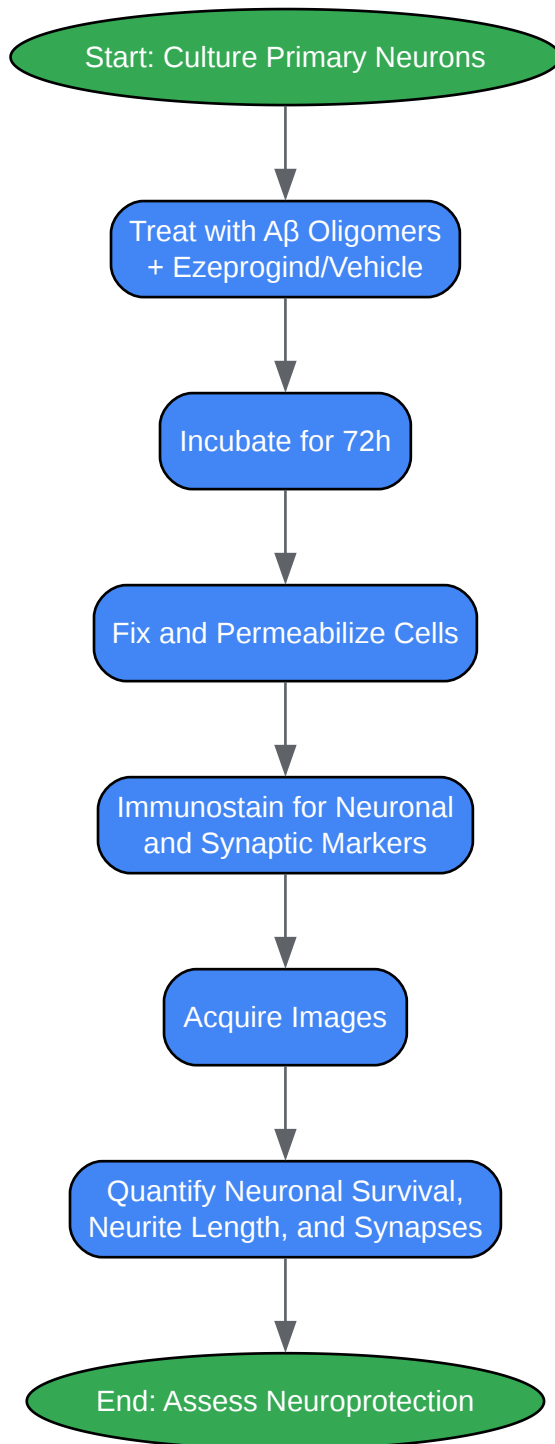 Start: Culture Primary Neurons
Treat with Aβ Oligomers
+ Ezeprogind/Vehicle
Incubate for 72h
Fix and Permeabilize Cells
Immunostain for Neuronal
and Synaptic Markers
Acquire Images
Quantify Neuronal Survival,
Neurite Length, and Synapses
End: Assess Neuroprotection